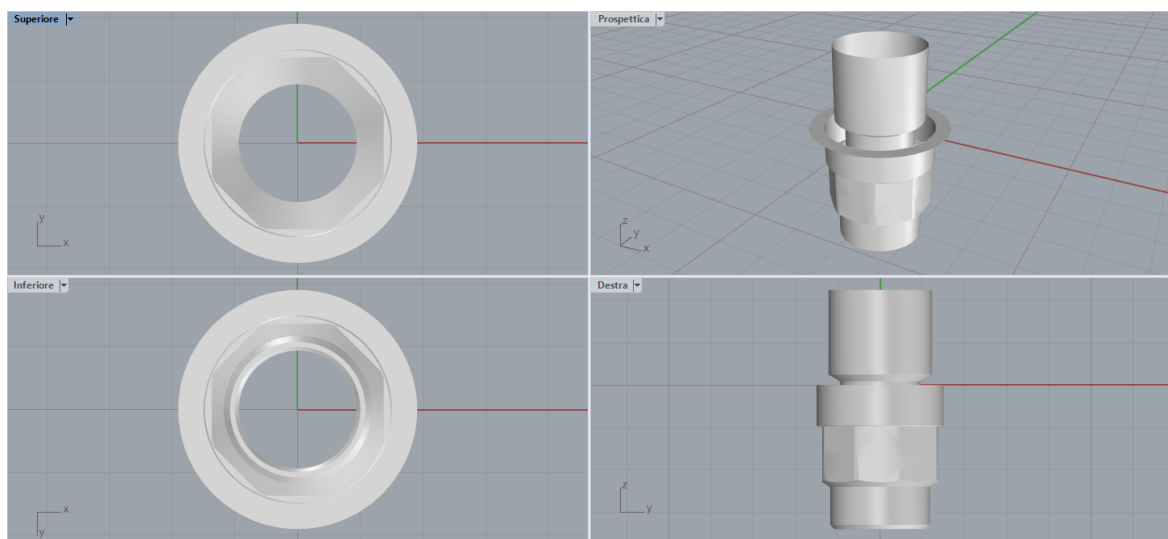 Superiore
Prospettica
y
x
z
y
x
Inferiore
Destra
x
y
z
y